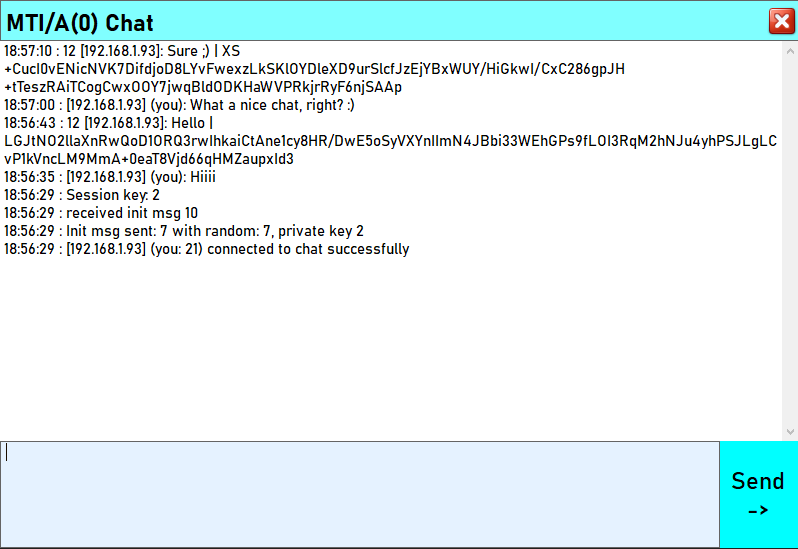 MTI/A(0) Chat
18:57:10 : 12 [192.168.1.93]: Sure ;) | XS
+CucI0vENicNVK7DifdjoD8LYvFwexzLkSKlOYDleXD9urSlcfJzEjYBxWUY/HiGkwI/CxC286gpJH
+tTeszRAiTCogCwxOOY7jwqBldODKHaWVPRkjrRyF6njSAAp
18:57:00 : [192.168.1.93] (you): What a nice chat, right? :)
18:56:43 : 12 [192.168.1.93]: Hello |
LGJtNO2llaXnRwQoD1ORQ3rwIhkaiCtAne1cy8HR/DwE5oSyVXYnIImN4JBbi33WEhGPs9fLOI3RqM2hNJu4yhPSJLgLC
vP1kVncLM9MmA+0eaT8Vjd66qHMZaupxId3
18:56:35 : [192.168.1.93] (you): Hiiii
18:56:29 : Session key: 2
18:56:29 : received init msg 10
18:56:29 : Init msg sent: 7 with random: 7, private key 2
18:56:29 : [192.168.1.93] (you: 21) connected to chat successfully
Send
->